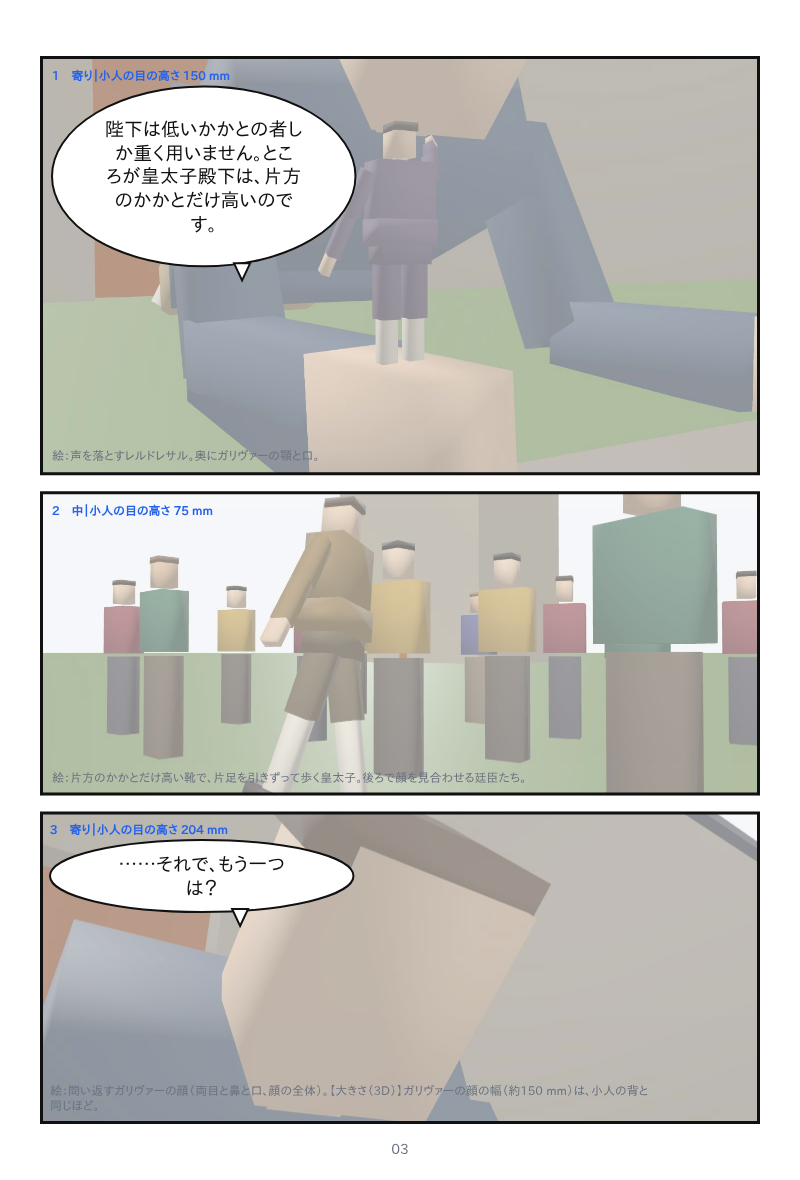 1 寄り|小人の目の高さ150 mm
陛下は低いかかとの者し
か重く用いません。とこ
ろが皇太子殿下は、片方
のかかとだけ高いので
す。
絵：声を落とすレルドレサル。奥にガリヴァーの顎と口。
2 中|小人の目の高さ75 mm
絵：片方のかかとだけ高い靴で、片足を引きずって歩く皇太子。後ろで顔を見合わせる廷臣たち。
3 寄り|小人の目の高さ204 mm
……それで、もう一つ
は？
絵：問い返すガリヴァーの顔（両目と鼻と口、顔の全体）。【大きさ（3D）】ガリヴァーの顔の幅（約150 mm）は、小人の背と
同じほど。
03